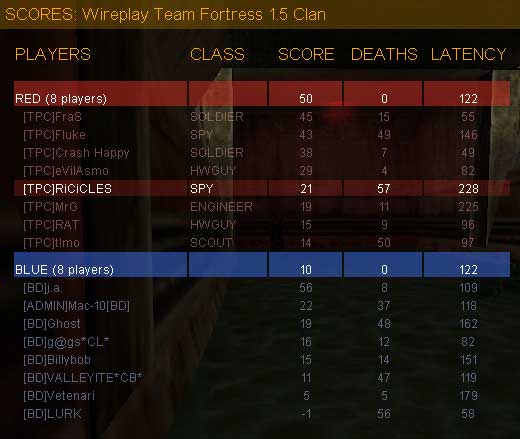 SCORES: Wireplay Team Fortress 1.5 Clan
PLAYERS CLASS SCORE DEATHS LATENCY
RED (8 players) 50 0 122
[TPC]FraS SOLDIER 45 15 55
[TPC]Fluke SPY 43 49 146
[TPC]Crash Happy SOLDIER 38 7 49
[TPC]eVilAsmo HWGUY 29 4 82
[TPC]RiCiCLES SPY 21 57 228
[TPC]MrG ENGINEER 19 11 225
[TPC]RAT HWGUY 15 9 96
[TPC]tImo SCOUT 14 50 97
BLUE (8 players) 10 0 122
[BD]j.a. 56 8 109
[ADMIN]Mac-10[BD] 22 37 118
[BD]Ghost 19 48 162
[BD]g@gs*CL* 16 12 82
[BD]Billybob 15 14 151
[BD]VALLEYITE*CB* 11 47 119
[BD]Vetenari 5 5 179
[BD]LURK -1 56 58